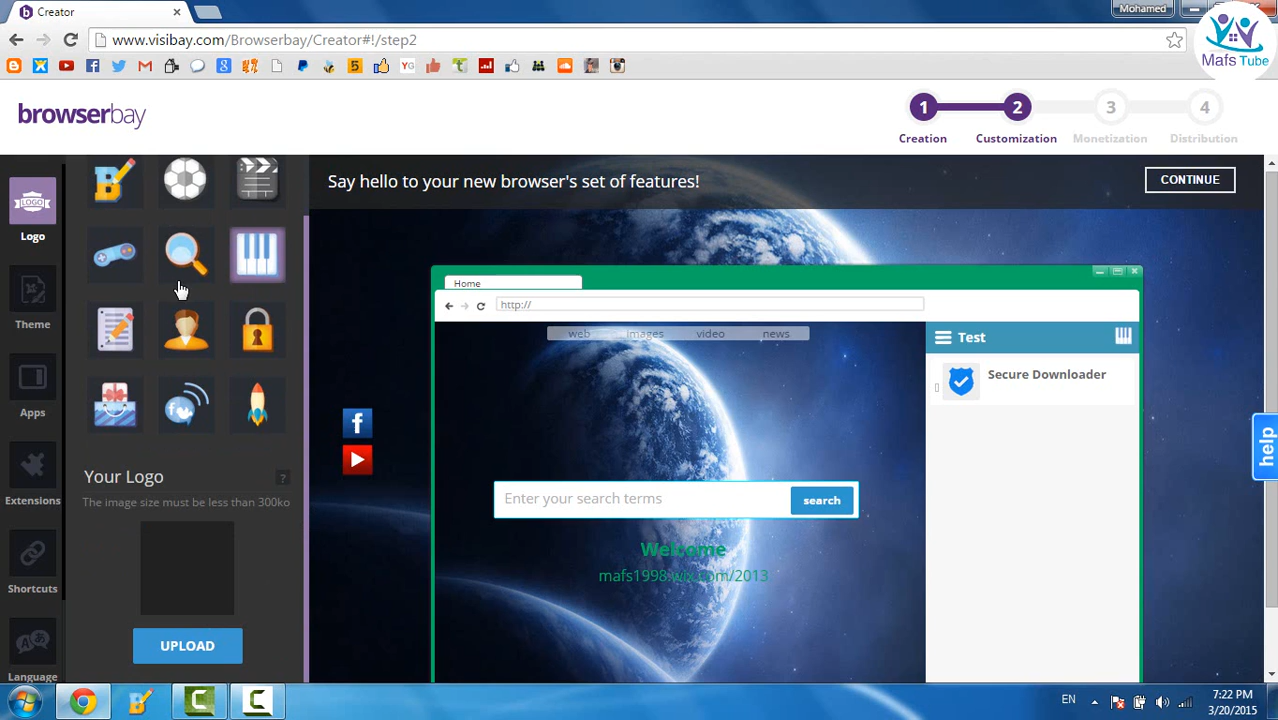 Creator
Mohamed
Mafs Tube
www.visibay.com/Browserbay/Creator#!/step2
browserbay
1 2 3 4
Creation Customization Monetization Distribution
LOGO
Logo
Theme
Apps
Extensions
Shortcuts
Language
Your Logo ?
The image size must be less than 300ko
UPLOAD
Say hello to your new browser's set of features!
CONTINUE
Home
http://
web images video news
Test
Secure Downloader
Enter your search terms
search
Welcome
mafs1998.wix.com/2013
help
EN
7:22 PM
3/20/2015